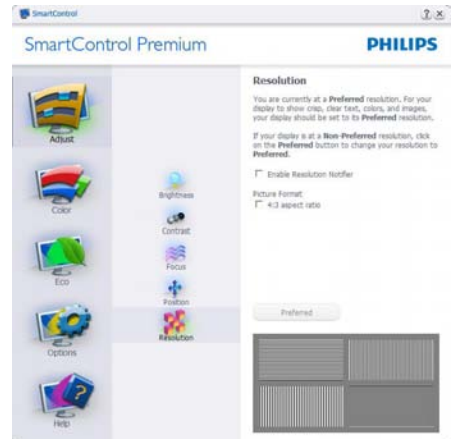 SmartControl
SmartControl Premium
PHILIPS
Adjust
Color
Eco
Options
Help
Brightness
Contrast
Focus
Position
Resolution
Resolution
You are currently at a Preferred resolution. For your
display to show crisp, clear text, colors, and images,
your display should be set to its Preferred resolution.
If your display is at a Non-Preferred resolution, click
on the Preferred button to change your resolution to
Preferred.
Enable Resolution Notifier
Picture Format
4:3 aspect ratio
Preferred